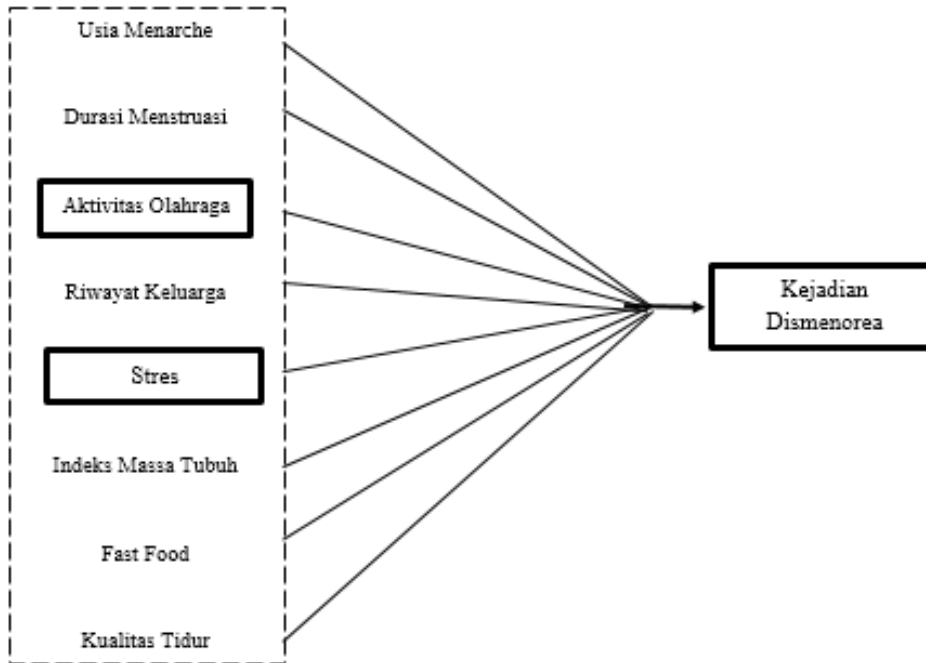 Usia Menarche
Durasi Menstruasi
Aktivitas Olahraga
Riwayat Keluarga
Stres
Indeks Massa Tubuh
Fast Food
Kualitas Tidur
Kejadian
Dismenorea